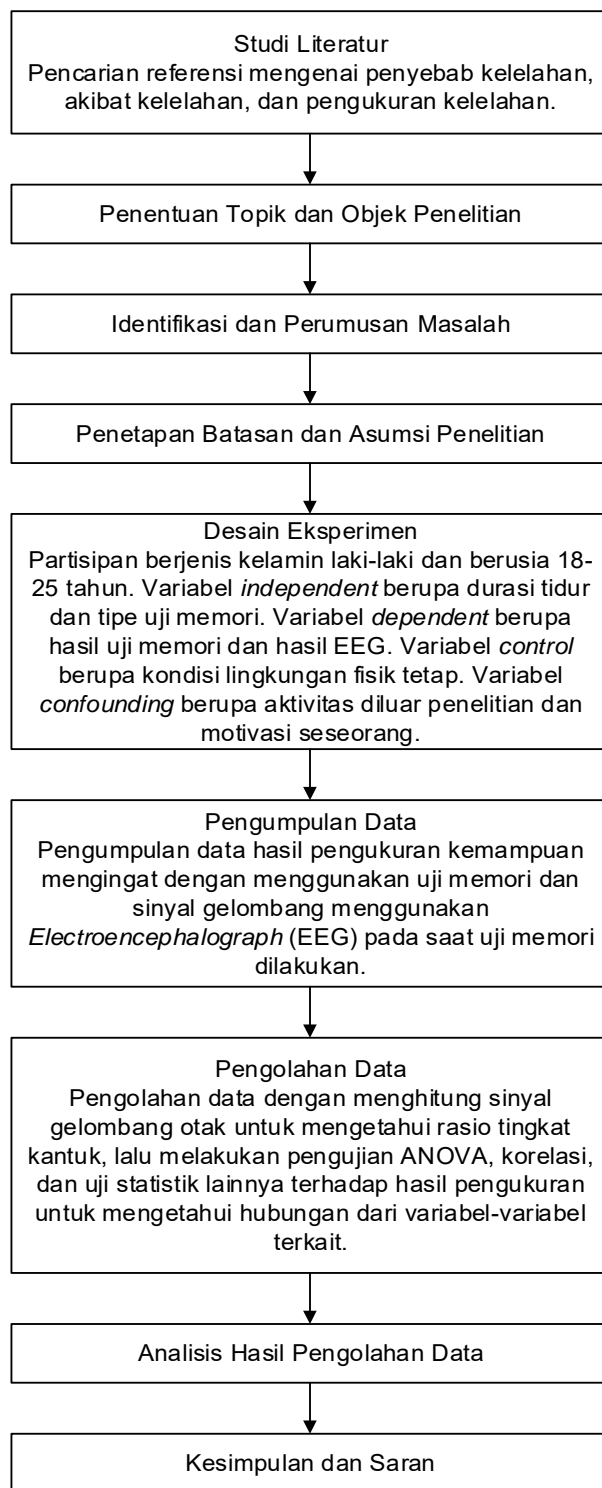 Studi Literatur
Pencarian referensi mengenai penyebab kelelahan,
akibat kelelahan, dan pengukuran kelelahan.
Penentuan Topik dan Objek Penelitian
Identifikasi dan Perumusan Masalah
Penetapan Batasan dan Asumsi Penelitian
Desain Eksperimen
Partisipan berjenis kelamin laki-laki dan berusia 18-
25 tahun. Variabel independent berupa durasi tidur
dan tipe uji memori. Variabel dependent berupa
hasil uji memori dan hasil EEG. Variabel control
berupa kondisi lingkungan fisik tetap. Variabel
confounding berupa aktivitas diluar penelitian dan
motivasi seseorang.
Pengumpulan Data
Pengumpulan data hasil pengukuran kemampuan
mengingat dengan menggunakan uji memori dan
sinyal gelombang menggunakan
Electroencephalograph (EEG) pada saat uji memori
dilakukan.
Pengolahan Data
Pengolahan data dengan menghitung sinyal
gelombang otak untuk mengetahui rasio tingkat
kantuk, lalu melakukan pengujian ANOVA, korelasi,
dan uji statistik lainnya terhadap hasil pengukuran
untuk mengetahui hubungan dari variabel-variabel
terkait.
Analisis Hasil Pengolahan Data
Kesimpulan dan Saran